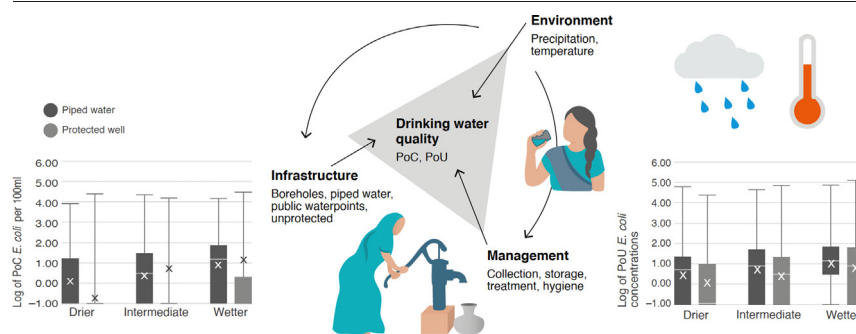 Environment
Precipitation,
temperature
Piped water
Protected well
Drinking water
quality
PoC, PoU
Infrastructure
Boreholes, piped water,
public waterpoints,
unprotected
Management
Collection, storage,
treatment, hygiene
Log of PoC E. coli per 100ml
6.00
5.00
4.00
3.00
2.00
1.00
0.00
−1.00
Drier Intermediate Wetter
Log of PoU E. coli
concentrations
6.00
5.00
4.00
3.00
2.00
1.00
0.00
−1.00
Drier Intermediate Wetter